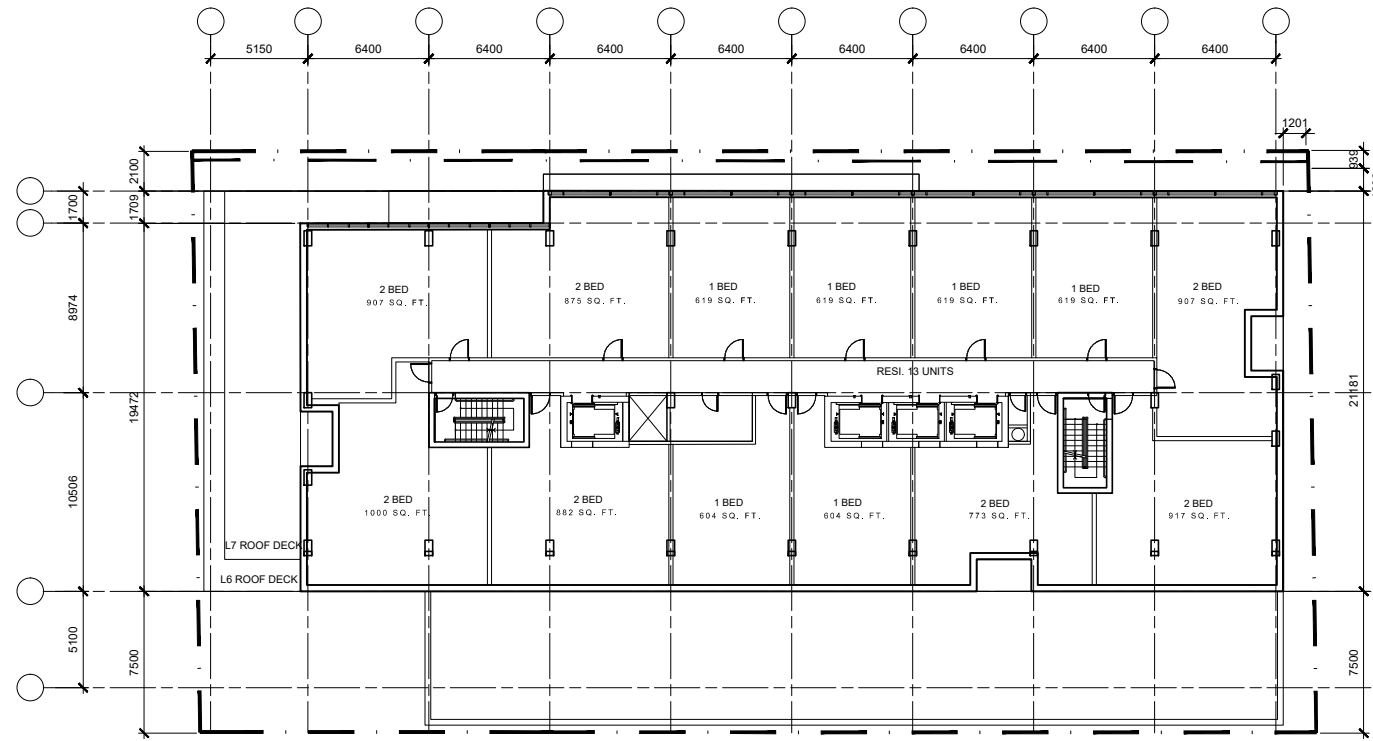 5150
6400
6400
6400
6400
6400
6400
6400
6400
1201
2100
939
1700
1709
2 BED
907 SQ. FT.
2 BED
875 SQ. FT.
1 BED
619 SQ. FT.
1 BED
619 SQ. FT.
1 BED
619 SQ. FT.
1 BED
619 SQ. FT.
2 BED
907 SQ. FT.
8974
RESI. 13 UNITS
19472
21181
10506
2 BED
1000 SQ. FT.
2 BED
882 SQ. FT.
1 BED
604 SQ. FT.
1 BED
604 SQ. FT.
2 BED
773 SQ. FT.
2 BED
917 SQ. FT.
L7 ROOF DECK
L6 ROOF DECK
5100
7500
7500